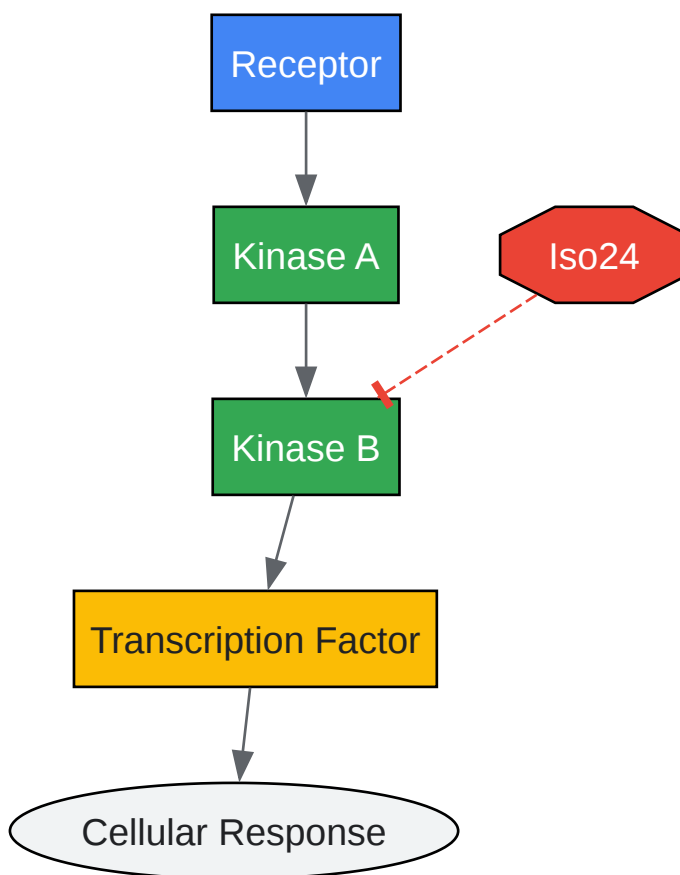 Receptor
Kinase A
Iso24
Kinase B
Transcription Factor
Cellular Response